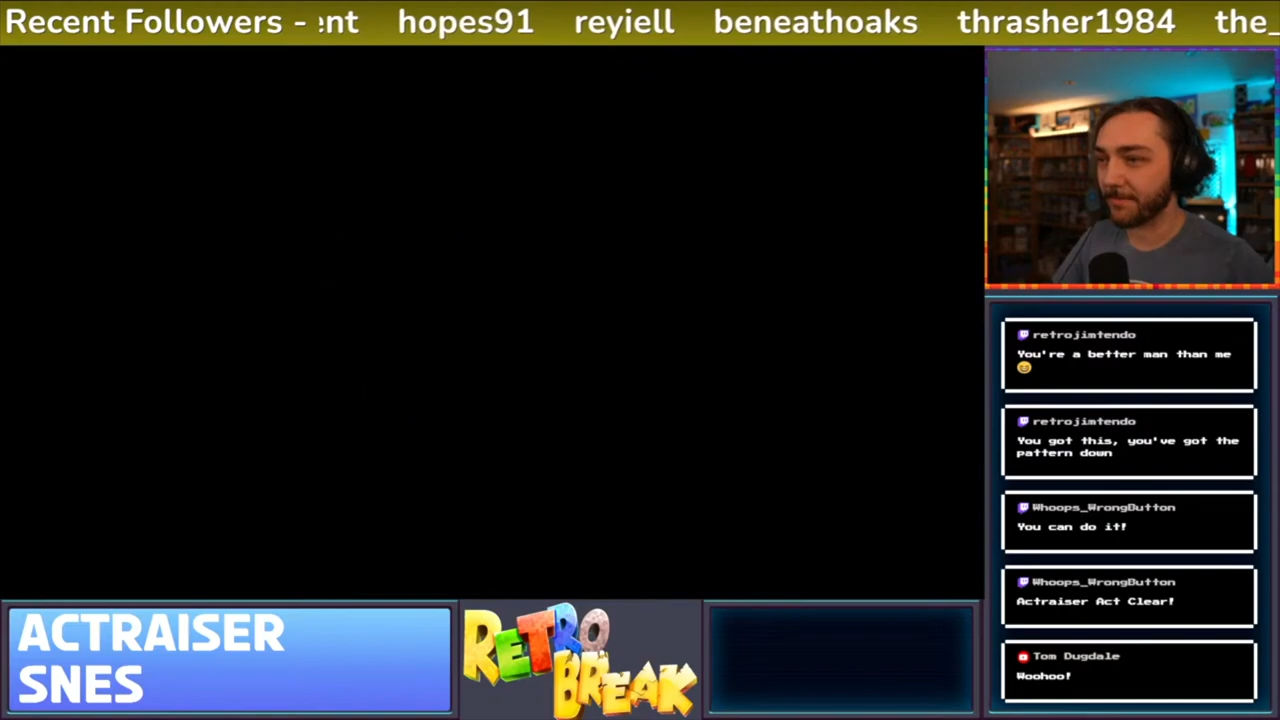 Recent Followers - :nt hopes91 reyiell beneathoaks thrasher1984 the_
retrojimtendo
You're a better man than me
retrojimtendo
You got this, you've got the
pattern down
Whoops_WrongButton
You can do it!
Whoops_WrongButton
Actraiser Act Clear!
Tom Dugdale
Woohoo!
ACTRAISER
SNES
RETRO
BREAK